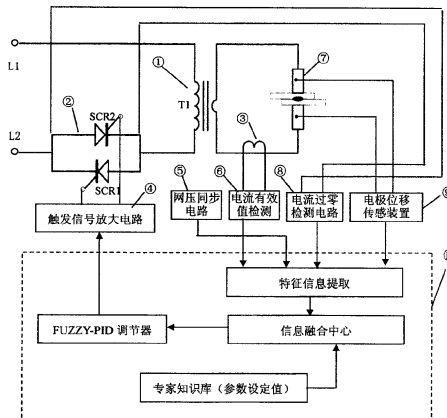 L1
L2
①
T1
②
SCR2
SCR1
③
⑦
④
触发信号放大电路
⑤
网压同步
电路
⑥
电流有效
值检测
⑧
电流过零
检测电路
电极位移
传感装置
特征信息提取
FUZZY-PID 调节器
信息融合中心
专家知识库（参数设定值）